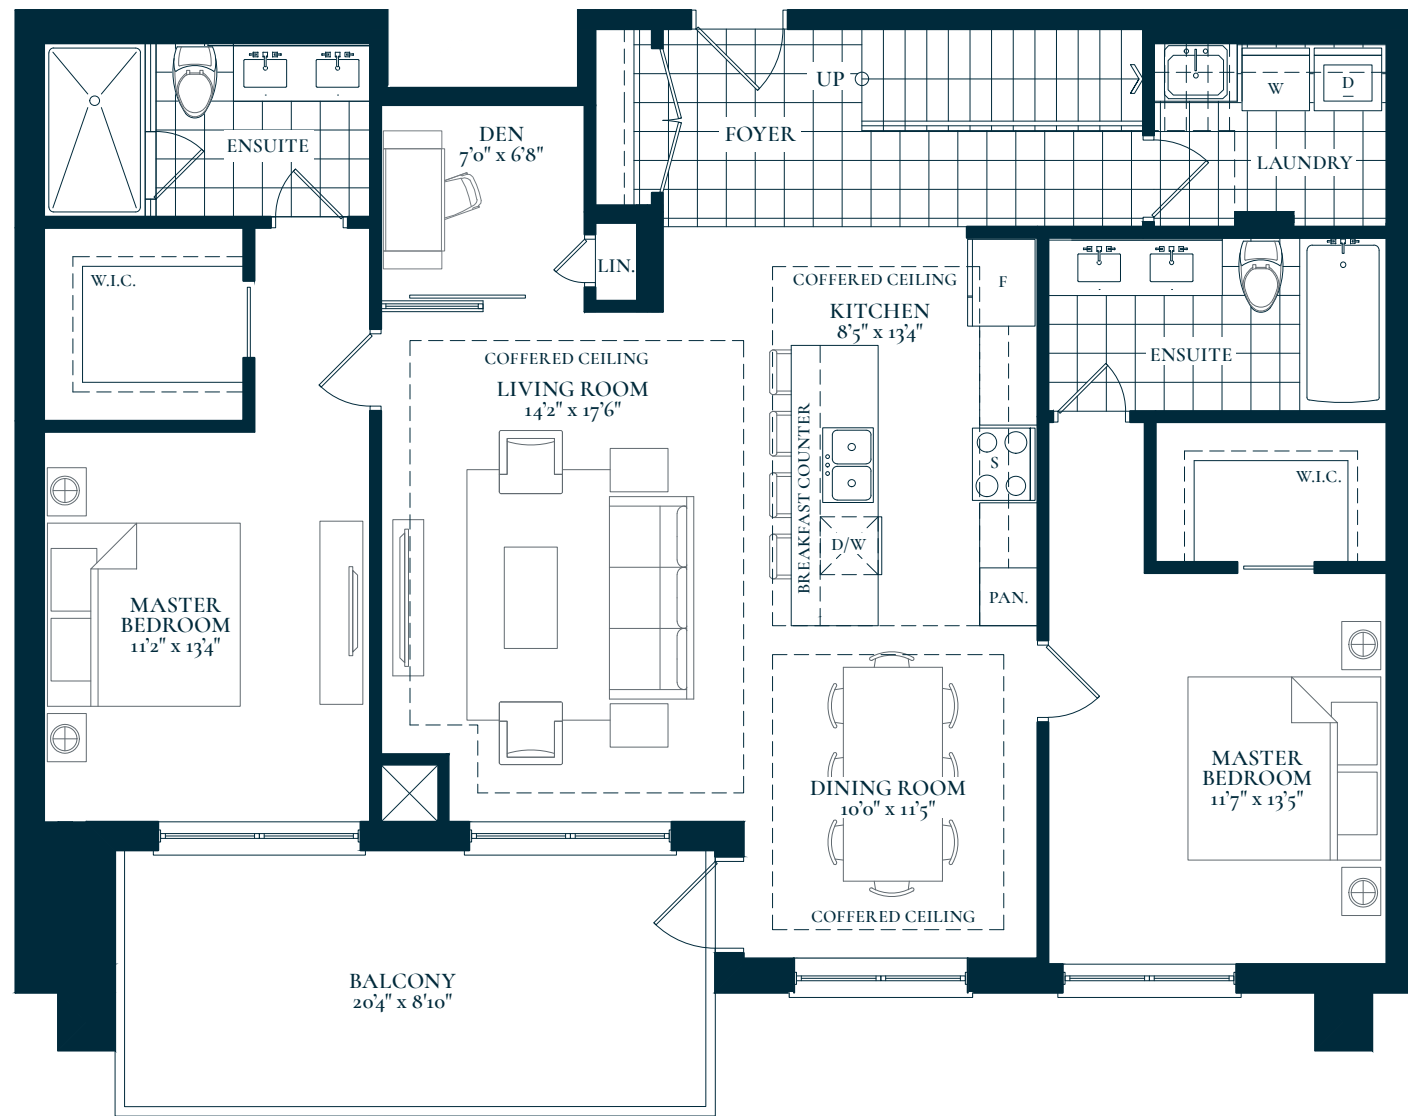 UP
FOYER
W
D
LAUNDRY
ENSUITE
DEN
7'0" x 6'8"
LIN.
W.I.C.
COFFERED CEILING
KITCHEN
8'5" x 13'4"
F
ENSUITE
COFFERED CEILING
LIVING ROOM
14'2" x 17'6"
BREAKFAST COUNTER
S
W.I.C.
D/W
PAN.
MASTER
BEDROOM
11'2" x 13'4"
MASTER
BEDROOM
11'7" x 13'5"
DINING ROOM
10'0" x 11'5"
COFFERED CEILING
BALCONY
20'4" x 8'10"